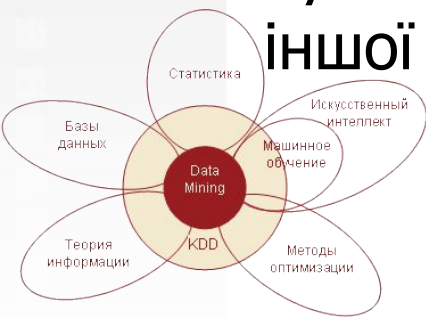 іншої
Статистика
Искусственный
интеллект
Базы
данных
Машинное
обучение
Data
Mining
KDD
Теория
информации
Методы
оптимизации